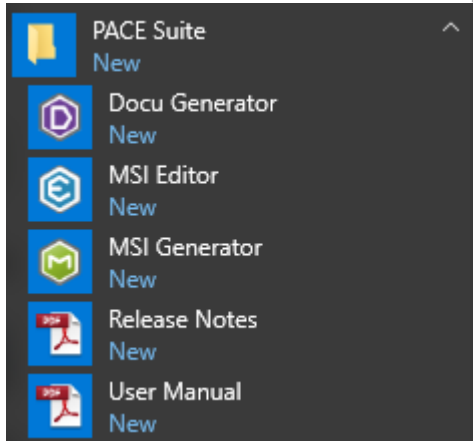 PACE Suite
New
Docu Generator
New
MSI Editor
New
MSI Generator
New
Release Notes
New
User Manual
New